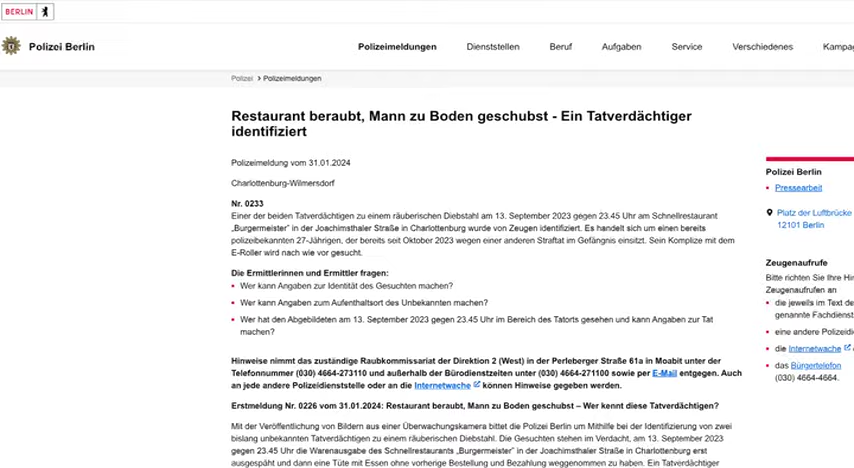 BERLIN
Polizei Berlin
Polizeimeldungen Dienststellen Beruf Aufgaben Service Verschiedenes Kampa
Polizei > Polizeimeldungen
Restaurant beraubt, Mann zu Boden geschubst - Ein Tatverdächtiger
identifiziert
Polizeimeldung vom 31.01.2024
Charlottenburg-Wilmersdorf
Nr. 0233
Einer der beiden Tatverdächtigen zu einem räuberischen Diebstahl am 13. September 2023 gegen 23.45 Uhr am Schnellrestaurant
„Burgermeister” in der Joachimsthaler Straße in Charlottenburg wurde von Zeugen identifiziert. Es handelt sich um einen bereits
polizeibekannten 27-Jährigen, der bereits seit Oktober 2023 wegen einer anderen Straftat im Gefängnis einsitzt. Sein Komplize mit dem
E-Roller wird nach wie vor gesucht.
Die Ermittlerinnen und Ermittler fragen:
Wer kann Angaben zur Identität des Gesuchten machen?
Wer kann Angaben zum Aufenthaltsort des Unbekannten machen?
Wer hat den Abgebildeten am 13. September 2023 gegen 23.45 Uhr im Bereich des Tatorts gesehen und kann Angaben zur Tat
machen?
Hinweise nimmt das zuständige Raubkommissariat der Direktion 2 (West) in der Perleberger Straße 61a in Moabit unter der
Telefonnummer (030) 4664-273110 und außerhalb der Bürodienstzeiten unter (030) 4664-271100 sowie per E-Mail entgegen. Auch
an jede andere Polizeidienststelle oder an die Internetwache können Hinweise gegeben werden.
Erstmeldung Nr. 0226 vom 31.01.2024: Restaurant beraubt, Mann zu Boden geschubst – Wer kennt diese Tatverdächtigen?
Mit der Veröffentlichung von Bildern aus einer Überwachungskamera bittet die Polizei Berlin um Mithilfe bei der Identifizierung von zwei
bislang unbekannten Tatverdächtigen zu einem räuberischen Diebstahl. Die Gesuchten stehen im Verdacht, am 13. September 2023
gegen 23.45 Uhr die Warenausgabe des Schnellrestaurants „Burgermeister” in der Joachimsthaler Straße in Charlottenburg erst
ausgespäht und dann eine Tüte mit Essen ohne vorherige Bestellung und Bezahlung weggenommen zu haben. Ein Tatverdächtiger
Polizei Berlin
Pressearbeit
Platz der Luftbrücke
12101 Berlin
Zeugenaufrufe
Bitte richten Sie Ihre Hin
Zeugenaufrufen an
die jeweils im Text de
genannte Fachdienst
eine andere Polizeidi
die Internetwache
das Bürgertelefon
(030) 4664-4664.